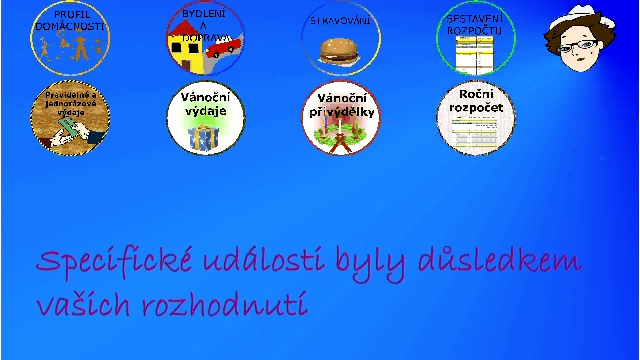 PROFIL
DOMÁCNOSTI
BYDLENÍ
A
DOPRAVA
STRAVOVÁNÍ
SESTAVENÍ
ROZPOČTU
Pravidelné a
jednorázové
výdaje
Vánoční
výdaje
Vánoční
přivýdělky
Roční
rozpočet
Specifické události byly důsledkem
vašich rozhodnutí